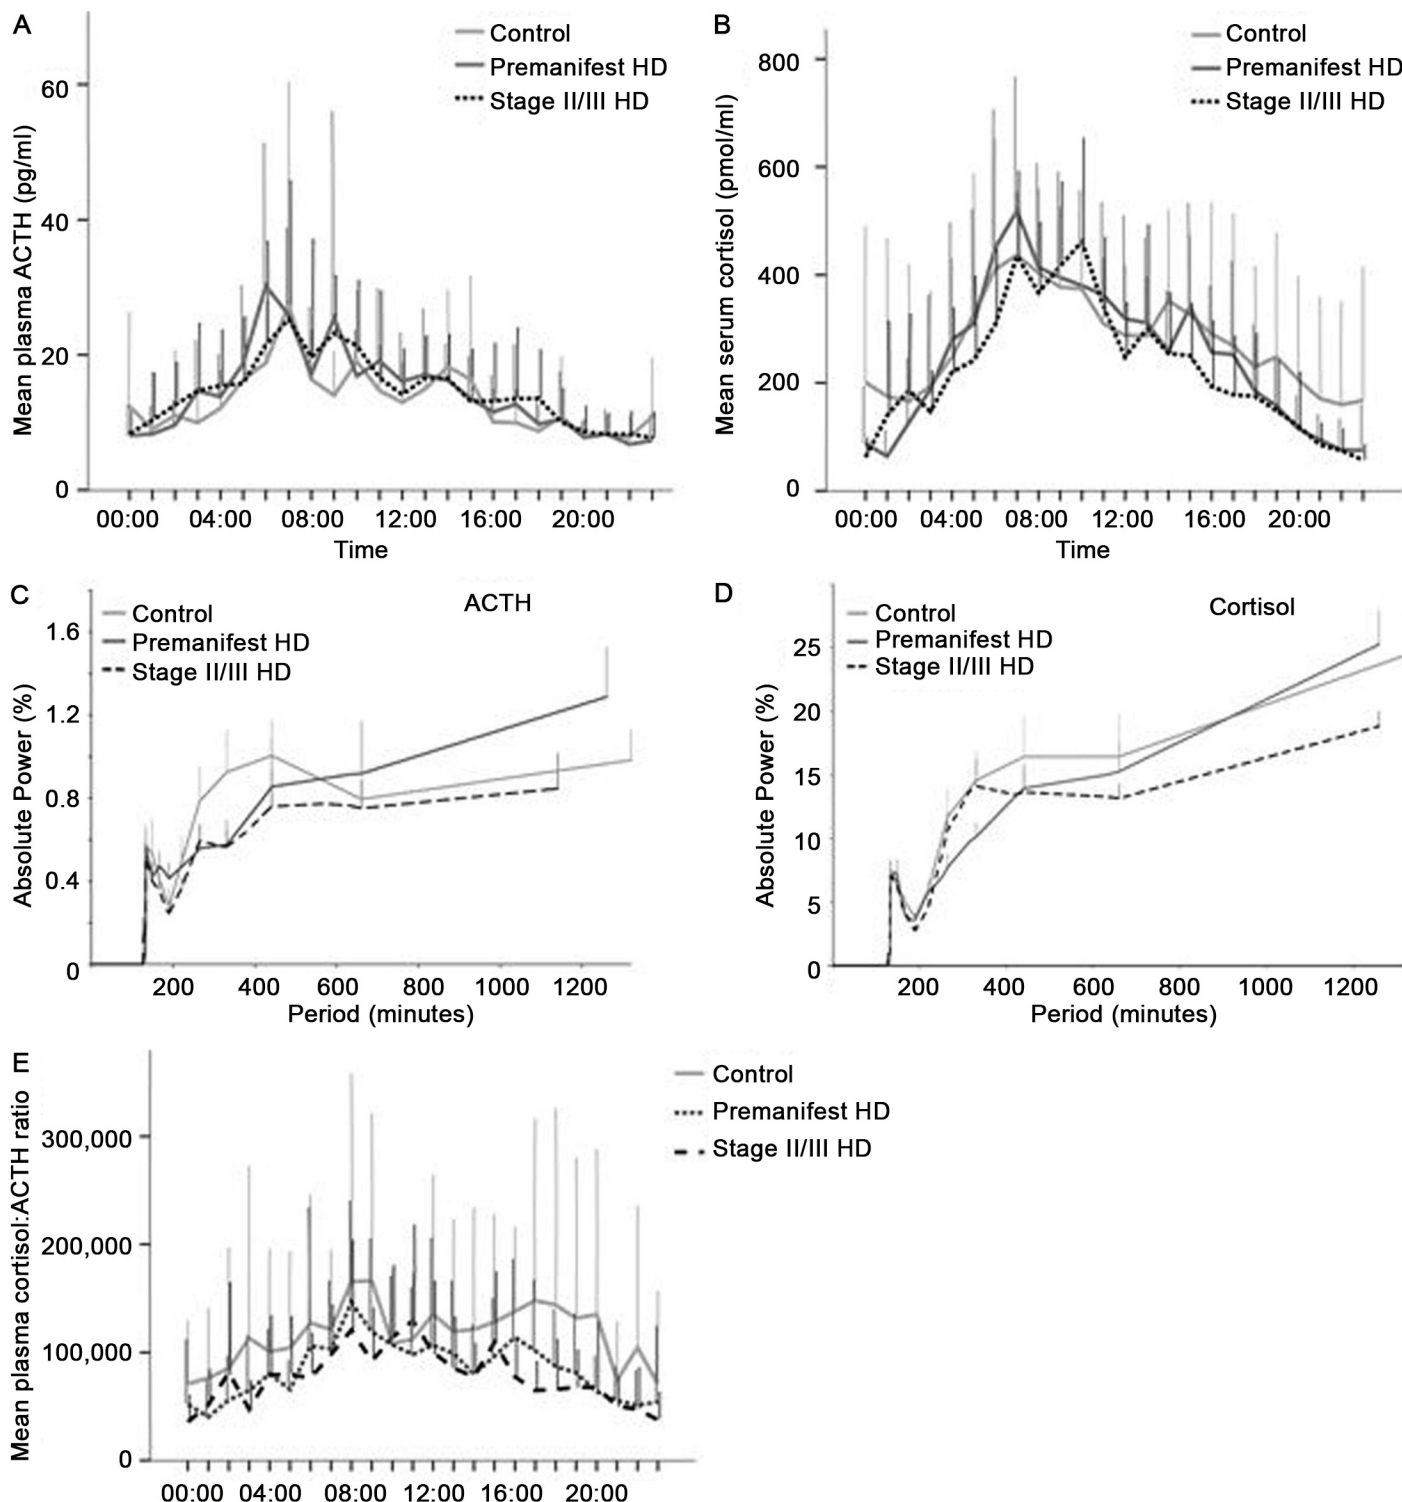 A
Control
Premanifest HD
Stage II/III HD
Mean plasma ACTH (pg/ml)
60
40
20
0
00:00 04:00 08:00 12:00 16:00 20:00
Time
B
Control
Premanifest HD
Stage II/III HD
Mean serum cortisol (pmol/ml)
800
600
400
200
0
00:00 04:00 08:00 12:00 16:00 20:00
Time
C
ACTH
Control
Premanifest HD
Stage II/III HD
Absolute Power (%)
1.6
1.2
0.8
0.4
0
200 400 600 800 1000 1200
Period (minutes)
D
Cortisol
Control
Premanifest HD
Stage II/III HD
Absolute Power (%)
25
20
15
10
5
0
200 400 600 800 1000 1200
Period (minutes)
E
Control
Premanifest HD
Stage II/III HD
Mean plasma cortisol:ACTH ratio
300,000
200,000
100,000
0
00:00 04:00 08:00 12:00 16:00 20:00